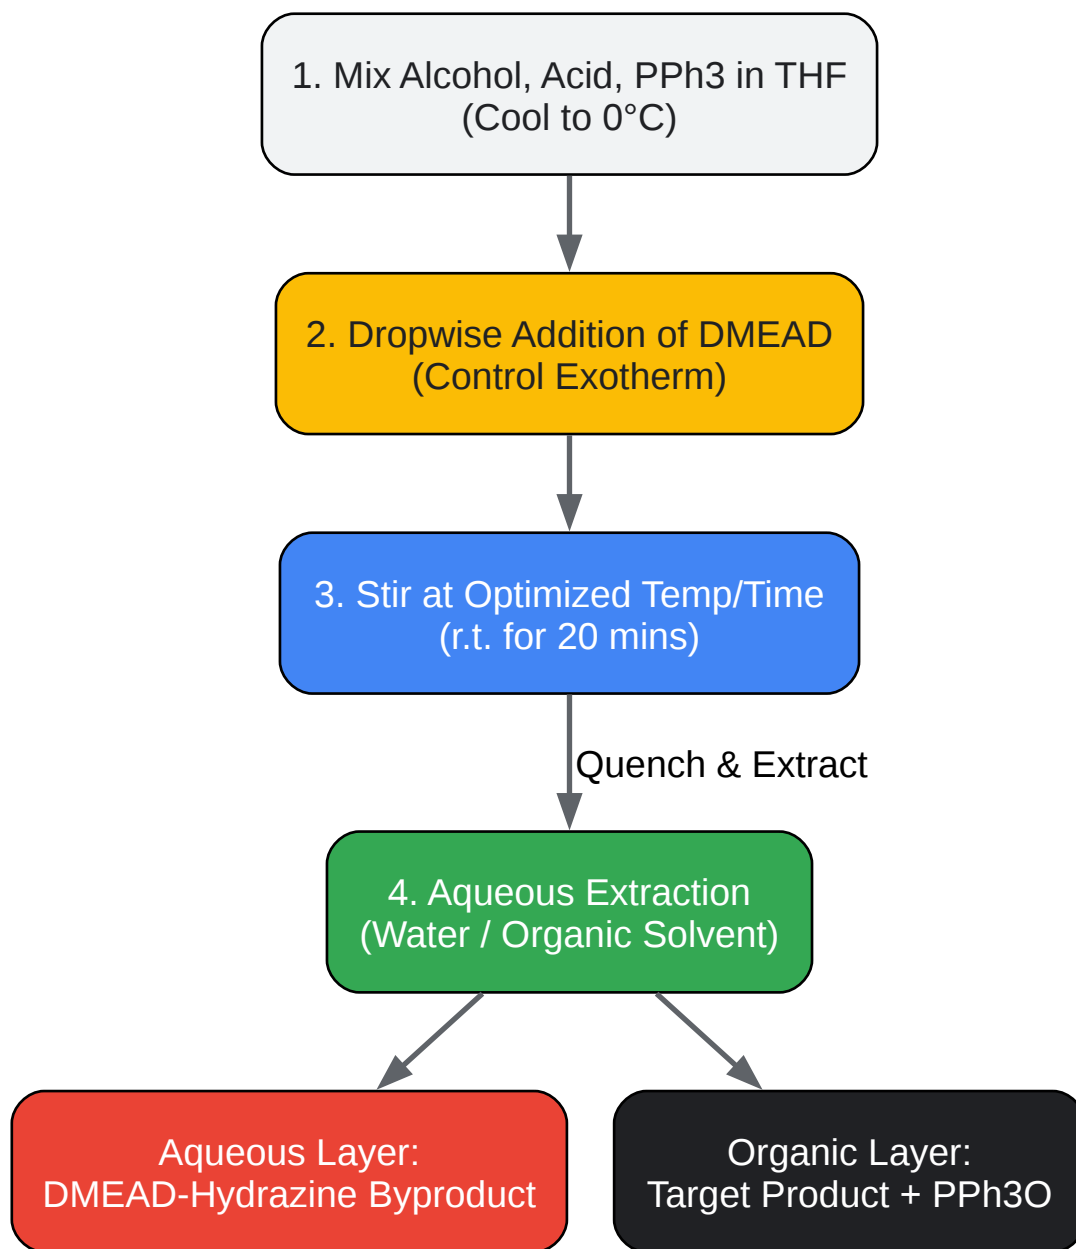 1. Mix Alcohol, Acid, PPh3 in THF
(Cool to 0°C)
2. Dropwise Addition of DMEAD
(Control Exotherm)
3. Stir at Optimized Temp/Time
(r.t. for 20 mins)
Quench & Extract
4. Aqueous Extraction
(Water / Organic Solvent)
Aqueous Layer:
DMEAD-Hydrazine Byproduct
Organic Layer:
Target Product + PPh3O